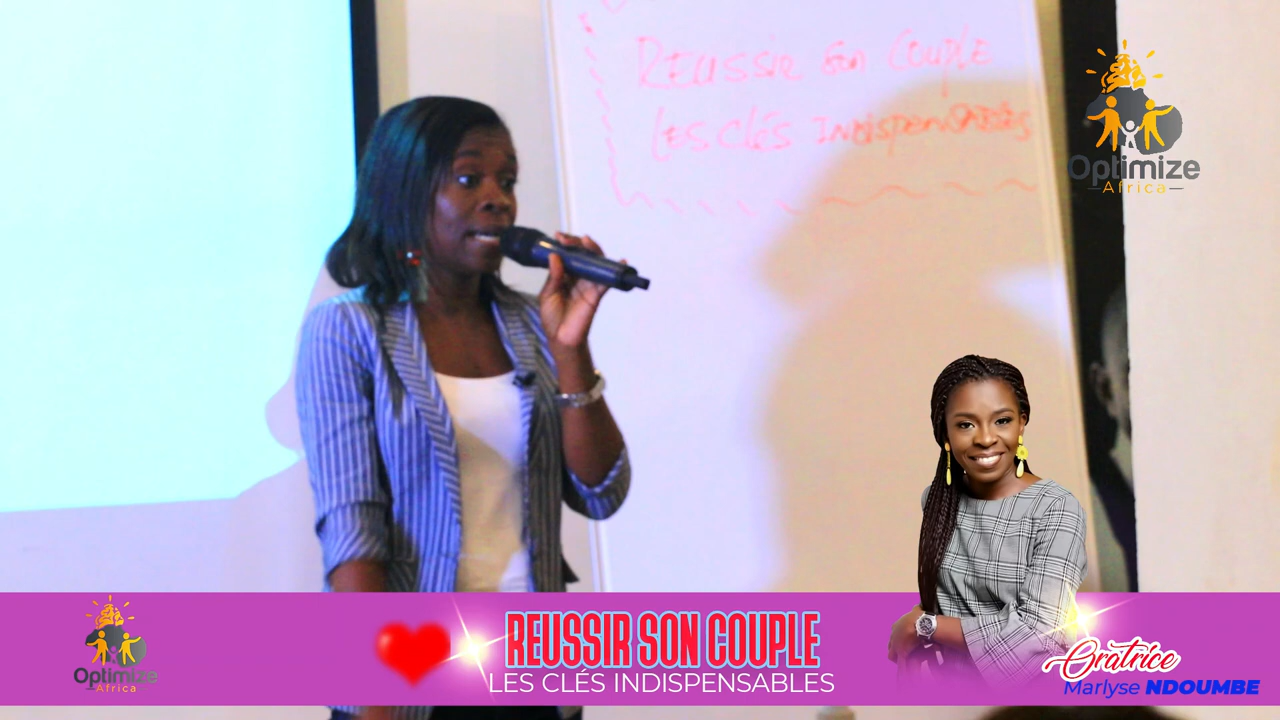 REUSSIR Son COUPLE
LES CLÉS INDISPENSABLES
Optimize
Africa
Optimize
Africa
REUSSIR SON COUPLE
LES CLÉS INDISPENSABLES
Oratrice
Marlyse NDOUMBE